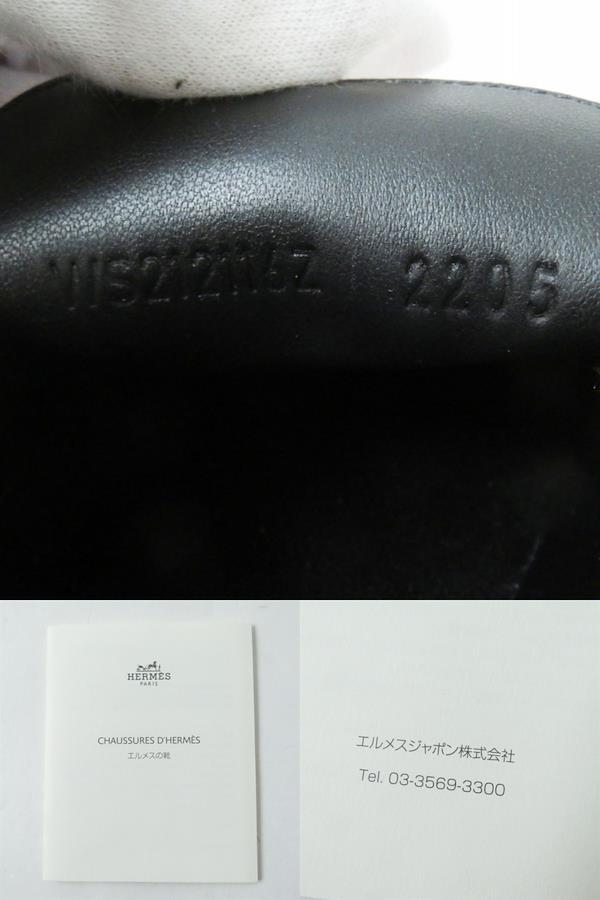 2205
HERMÈS
PARIS
CHAUSSURES D'HERMÈS
エルメスの靴
エルメスジャポン株式会社
Tel. 03-3569-3300